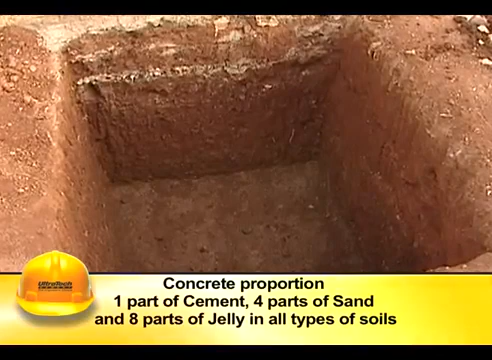 Concrete proportion
1 part of Cement, 4 parts of Sand
and 8 parts of Jelly in all types of soils
UltraTech